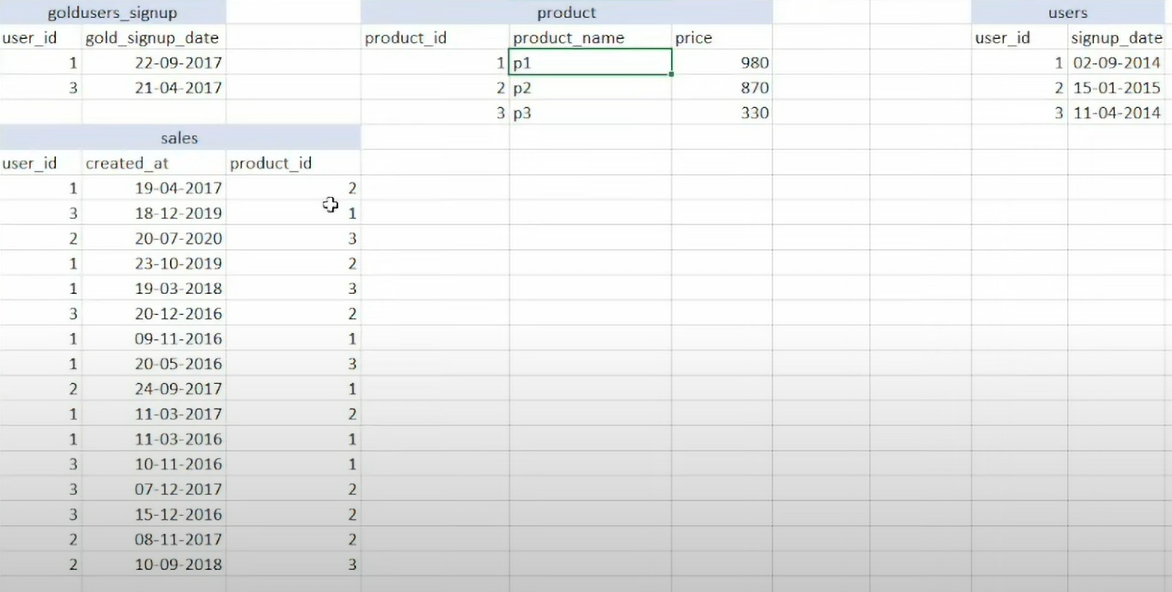 goldusers_signup product users
user_id gold_signup_date product_id product_name price user_id signup_date
1 22-09-2017 1 p1 980 1 02-09-2014
3 21-04-2017 2 p2 870 2 15-01-2015
3 p3 330 3 11-04-2014
sales
user_id created_at product_id
1 19-04-2017 2
3 18-12-2019 1
2 20-07-2020 3
1 23-10-2019 2
1 19-03-2018 3
3 20-12-2016 2
1 09-11-2016 1
1 20-05-2016 3
2 24-09-2017 1
1 11-03-2017 2
1 11-03-2016 1
3 10-11-2016 1
3 07-12-2017 2
3 15-12-2016 2
2 08-11-2017 2
2 10-09-2018 3